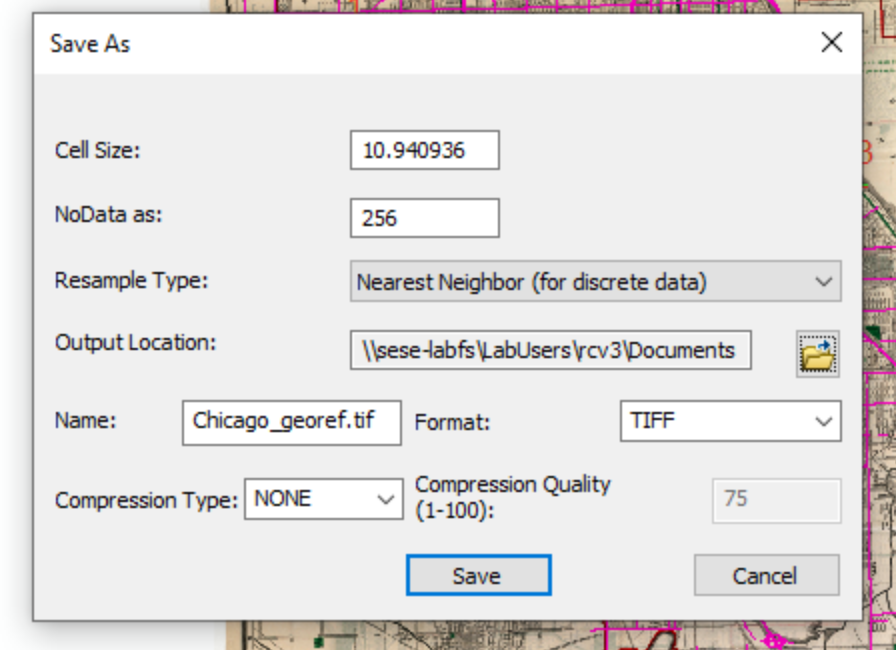 Save As
Cell Size: 10.940936
NoData as: 256
Resample Type: Nearest Neighbor (for discrete data)
Output Location: \\sese-labfs\LabUsers\rcv3\Documents
Name: Chicago_georef.tif Format: TIFF
Compression Type: NONE Compression Quality
(1-100): 75
Save Cancel